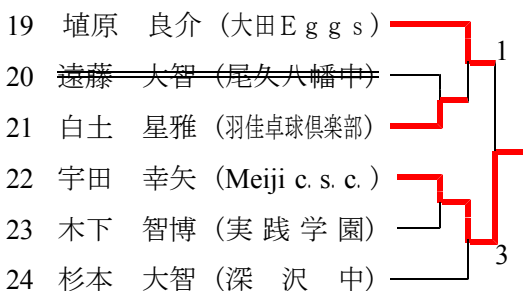 19 埴原 良介 (大田Eggs) 1
20 遠藤 大智 (尾久八幡中)
21 白土 星雅 (羽佳卓球倶楽部)
22 宇田 幸矢 (Meiji c. s. c. )
23 木下 智博 (実践学園)
24 杉本 大智 (深沢中) 3